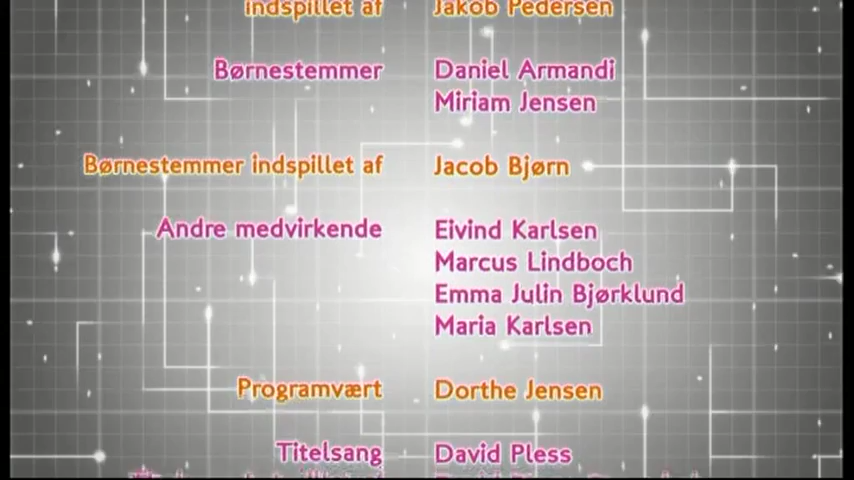 indspillet af Jakob Pedersen
Børnestemmer Daniel Armandi
Miriam Jensen
Børnestemmer indspillet af Jacob Bjørn
Andre medvirkende Eivind Karlsen
Marcus Lindboch
Emma Julin Bjørklund
Maria Karlsen
Programvært Dorthe Jensen
Titelsang David Pless